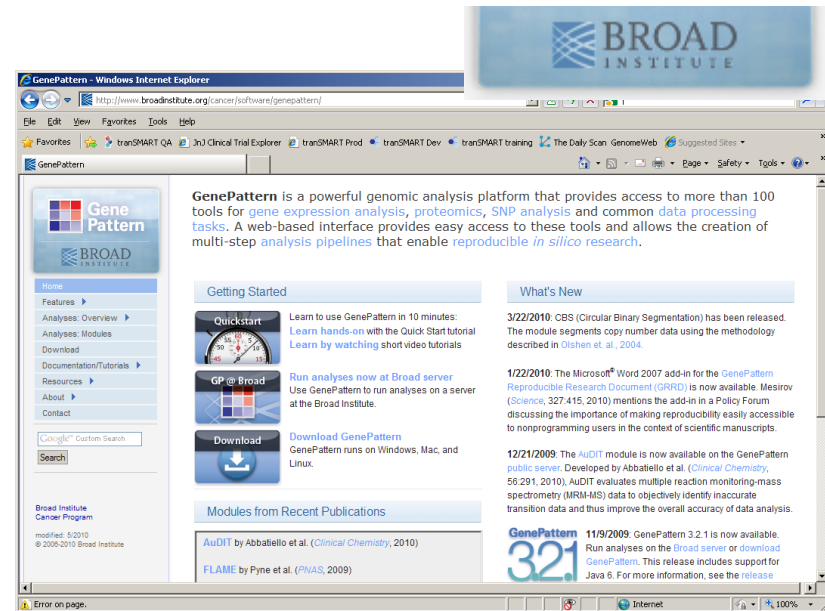 BROAD
INSTITUTE
GenePattern - Windows Internet Explorer
http://www.broadinstitute.org/cancer/software/genepattern/
File Edit View Favorites Tools Help
Favorites tranSMART QA JnJ Clinical Trial Explorer tranSMART Prod tranSMART Dev tranSMART training The Daily Scan GenomeWeb Suggested Sites
GenePattern
Page Safety Tools
Gene
Pattern
BROAD
INSTITUTE
Home
Features
Analyses: Overview
Analyses: Modules
Download
Documentation/Tutorials
Resources
About
Contact
Google™ Custom Search
Search
Broad Institute
Cancer Program
modified: 5/2010
© 2006-2010 Broad Institute
GenePattern is a powerful genomic analysis platform that provides access to more than 100
tools for gene expression analysis, proteomics, SNP analysis and common data processing
tasks. A web-based interface provides easy access to these tools and allows the creation of
multi-step analysis pipelines that enable reproducible in silico research.
Getting Started
Quickstart
55 5
50 10
45 15
Learn to use GenePattern in 10 minutes:
Learn hands-on with the Quick Start tutorial
Learn by watching short video tutorials
GP @ Broad
Run analyses now at Broad server
Use GenePattern to run analyses on a server
at the Broad Institute.
Download
Download GenePattern
GenePattern runs on Windows, Mac, and
Linux.
Modules from Recent Publications
AuDIT by Abbatiello et al. (Clinical Chemistry, 2010)
FLAME by Pyne et al. (PNAS, 2009)
What's New
3/22/2010: CBS (Circular Binary Segmentation) has been released.
The module segments copy number data using the methodology
described in Olshen et. al., 2004.
1/22/2010: The Microsoft® Word 2007 add-in for the GenePattern
Reproducible Research Document (GRRD) is now available. Mesirov
(Science, 327:415, 2010) mentions the add-in in a Policy Forum
discussing the importance of making reproducibility easily accessible
to nonprogramming users in the context of scientific manuscripts.
12/21/2009: The AuDIT module is now available on the GenePattern
public server. Developed by Abbatiello et al. (Clinical Chemistry,
56:291, 2010), AuDIT evaluates multiple reaction monitoring-mass
spectrometry (MRM-MS) data to objectively identify inaccurate
transition data and thus improve the overall accuracy of data analysis.
GenePattern
3.2.1
11/9/2009: GenePattern 3.2.1 is now available.
Run analyses on the Broad server or download
GenePattern. This release includes support for
Java 6. For more information, see the release
Error on page.
Internet
100%